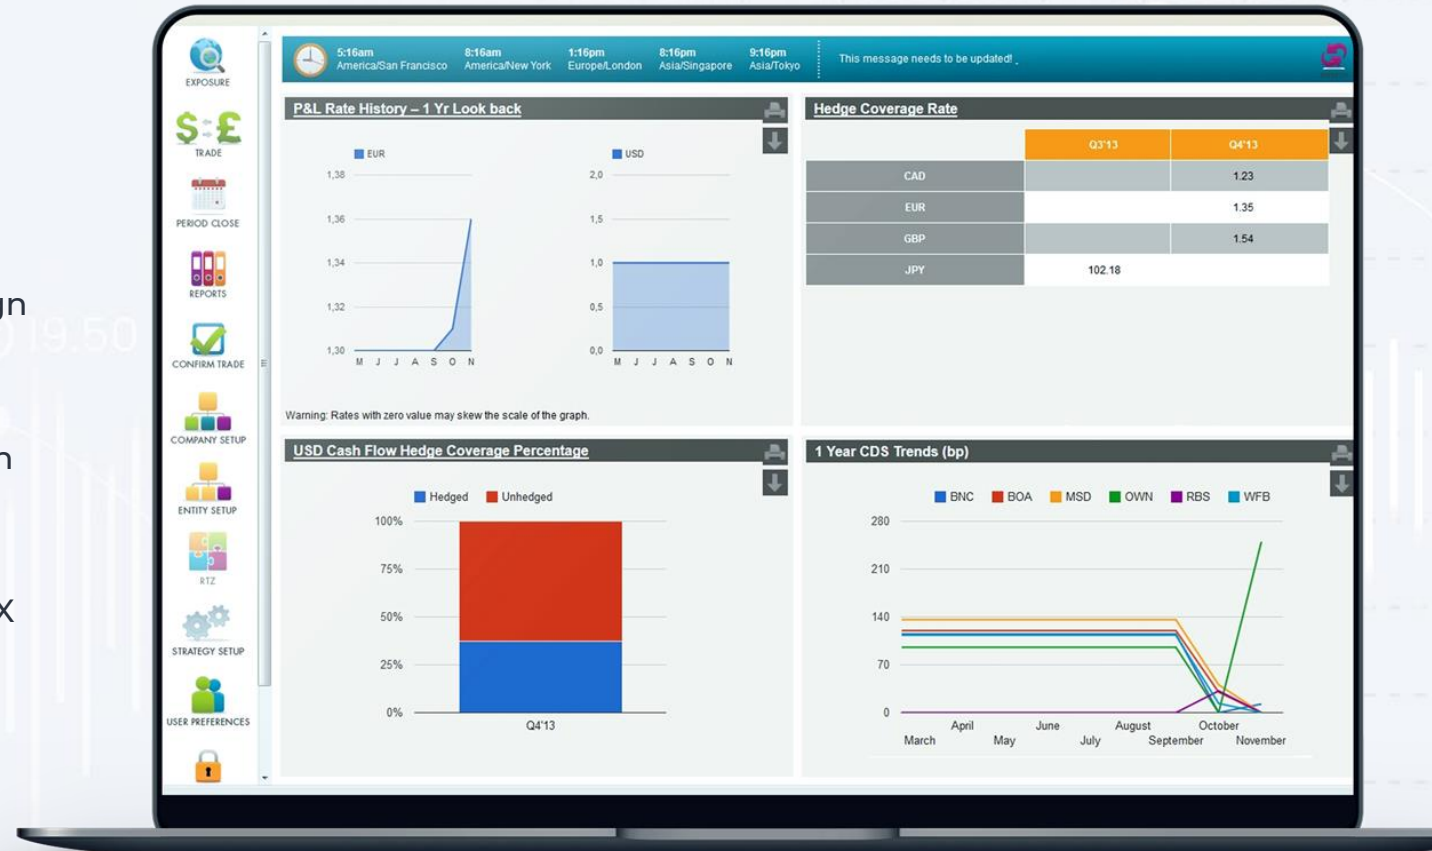 gn
n
X
19.50
EXPOSURE
TRADE
PERIOD CLOSE
REPORTS
CONFIRM TRADE
COMPANY SETUP
ENTITY SETUP
RTZ
STRATEGY SETUP
USER PREFERENCES
5:16am 8:16am 1:16pm 8:16pm 9:16pm
America/San Francisco America/New York Europe/London Asia/Singapore Asia/Tokyo
This message needs to be updated! .
P&L Rate History – 1 Yr Look back
EUR
1,38
1,36
1,34
1,32
1,30
M J J A S O N
USD
2,0
1,5
1,0
0,5
0,0
M J J A S O N
Warning: Rates with zero value may skew the scale of the graph.
Hedge Coverage Rate
Q3'13 Q4'13
CAD 1.23
EUR 1.35
GBP 1.54
JPY 102.18
USD Cash Flow Hedge Coverage Percentage
Hedged Unhedged
100%
75%
50%
25%
0%
Q4'13
1 Year CDS Trends (bp)
BNC BOA MSD OWN RBS WFB
280
210
140
70
0
April June August October
March May July September November